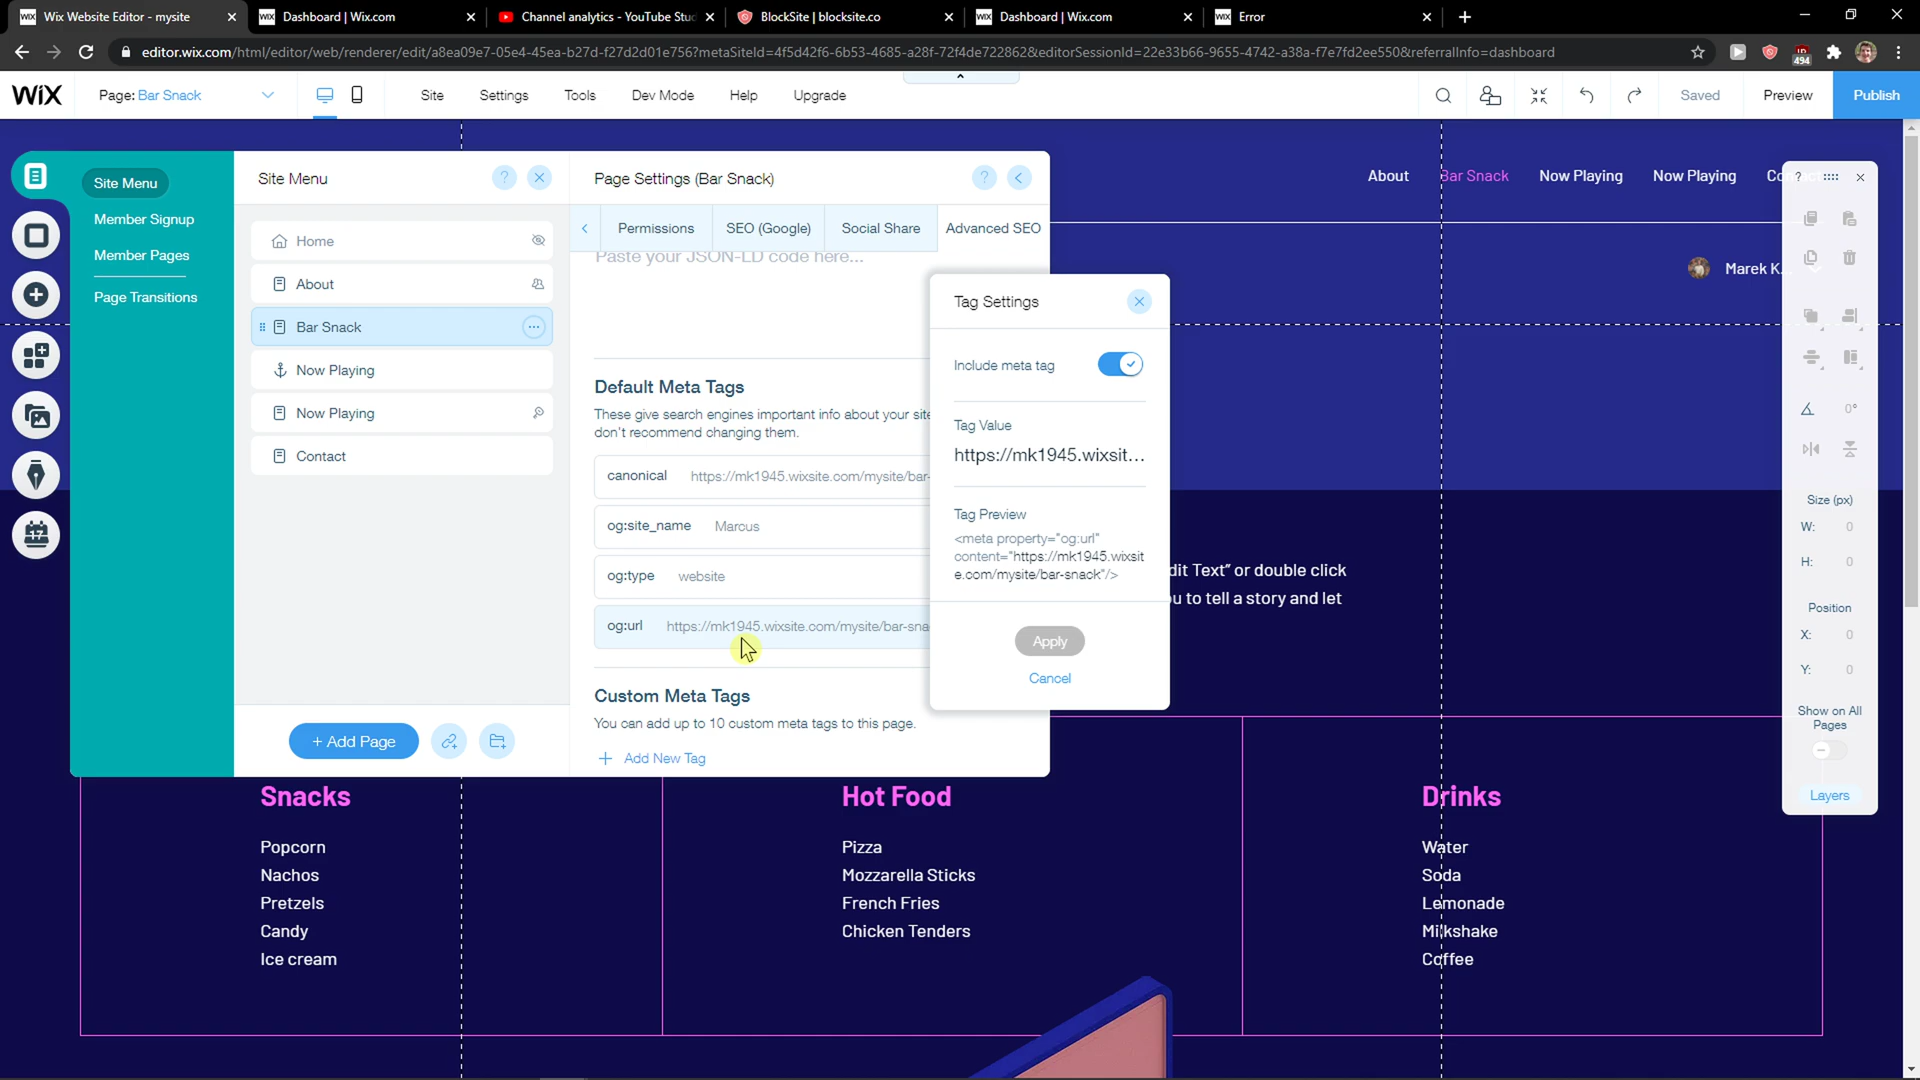 Wix Website Editor - mysite
Dashboard | Wix.com
Channel analytics - YouTube Stu
BlockSite | blocksite.co
Dashboard | Wix.com
Error
editor.wix.com/html/editor/web/renderer/edit/a8ea09e7-05e4-45ea-b27d-f27d2d01e756?metaSiteId=4f5d42f6-6b53-4685-a28f-72f4de722862&editorSessionId=22e33b66-9655-4742-a38a-f7e7fd2ee550&referralInfo=dashboard
494
WiX
Page: Bar Snack
Site
Settings
Tools
Dev Mode
Help
Upgrade
Saved
Preview
Publish
Site Menu
Member Signup
Member Pages
Page Transitions
Site Menu
?
Home
About
Bar Snack
Now Playing
Now Playing
Contact
+ Add Page
Page Settings (Bar Snack)
?
Permissions
SEO (Google)
Social Share
Advanced SEO
Paste your JSON-LD code here...
Default Meta Tags
These give search engines important info about your site
don't recommend changing them.
canonical https://mk1945.wixsite.com/mysite/bar-
og:site_name Marcus
og:type website
og:url https://mk1945.wixsite.com/mysite/bar-sna
Custom Meta Tags
You can add up to 10 custom meta tags to this page.
+ Add New Tag
Tag Settings
Include meta tag
Tag Value
https://mk1945.wixsit...
Tag Preview
<meta property="og:url"
content="https://mk1945.wixsit
e.com/mysite/bar-snack"/>
Apply
Cancel
About
Bar Snack
Now Playing
Now Playing
Marek K...
dit Text” or double click
u to tell a story and let
Snacks
Popcorn
Nachos
Pretzels
Candy
Ice cream
Hot Food
Pizza
Mozzarella Sticks
French Fries
Chicken Tenders
Drinks
Water
Soda
Lemonade
Milkshake
Coffee
?
0°
Size (px)
W: 0
H: 0
Position
X: 0
Y: 0
Show on All
Pages
Layers
17